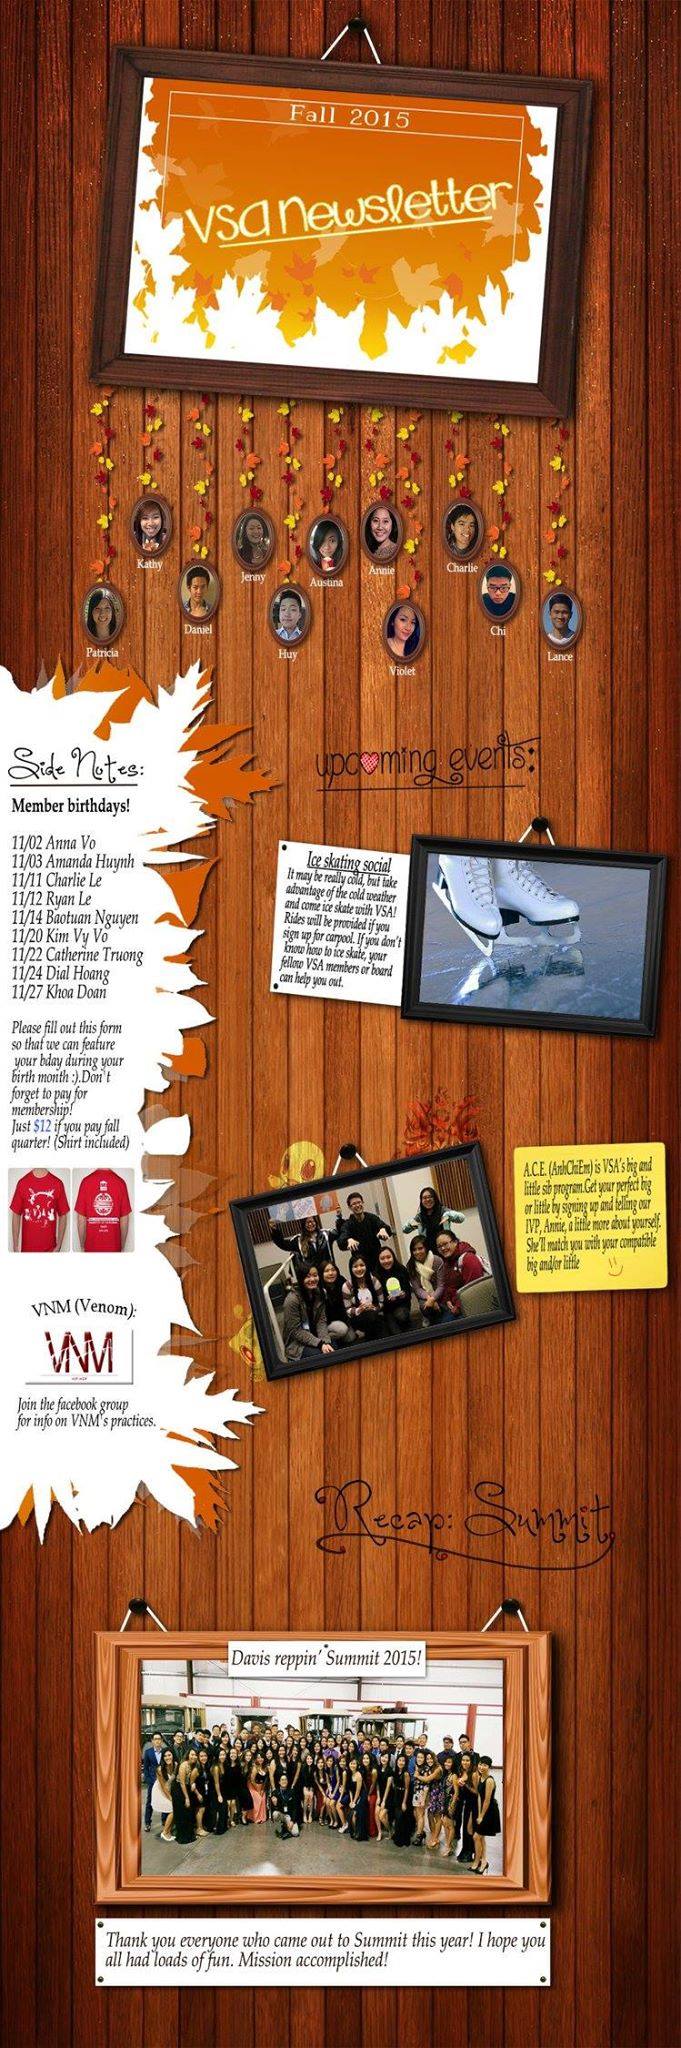 Fall 2015
vsa newsletter
Kathy
Jenny
Austina
Annie
Charlie
Patricia
Daniel
Huy
Violet
Chi
Lance
Side Notes:
Member birthdays!
11/02 Anna Vo
11/03 Amanda Huynh
11/11 Charlie Le
11/12 Ryan Le
11/14 Baotuan Nguyen
11/20 Kim Vy Vo
11/22 Catherine Truong
11/24 Dial Hoang
11/27 Khoa Doan
Please fill out this form
so that we can feature
your bday during your
birth month :).Don't
forget to pay for
membership!
Just $12 if you pay fall
quarter! (Shirt included)
VNM (Venom):
VNM
Join the facebook group
for info on VNM's practices.
upcoming events:
Ice skating social
It may be really cold, but take
advantage of the cold weather
and come ice skate with VSA!
Rides will be provided if you
sign up for carpool. If you don't
know how to ice skate, your
fellow VSA members or board
can help you out.
A.C.E. (AnhChiEm) is VSA's big and
little sib program.Get your perfect big
or little by signing up and telling our
IVP, Annie, a little more about yourself.
She'll match you with your compatible
big and/or little
Recap: Summit
Davis reppin' Summit 2015!
Thank you everyone who came out to Summit this year! I hope you
all had loads of fun. Mission accomplished!